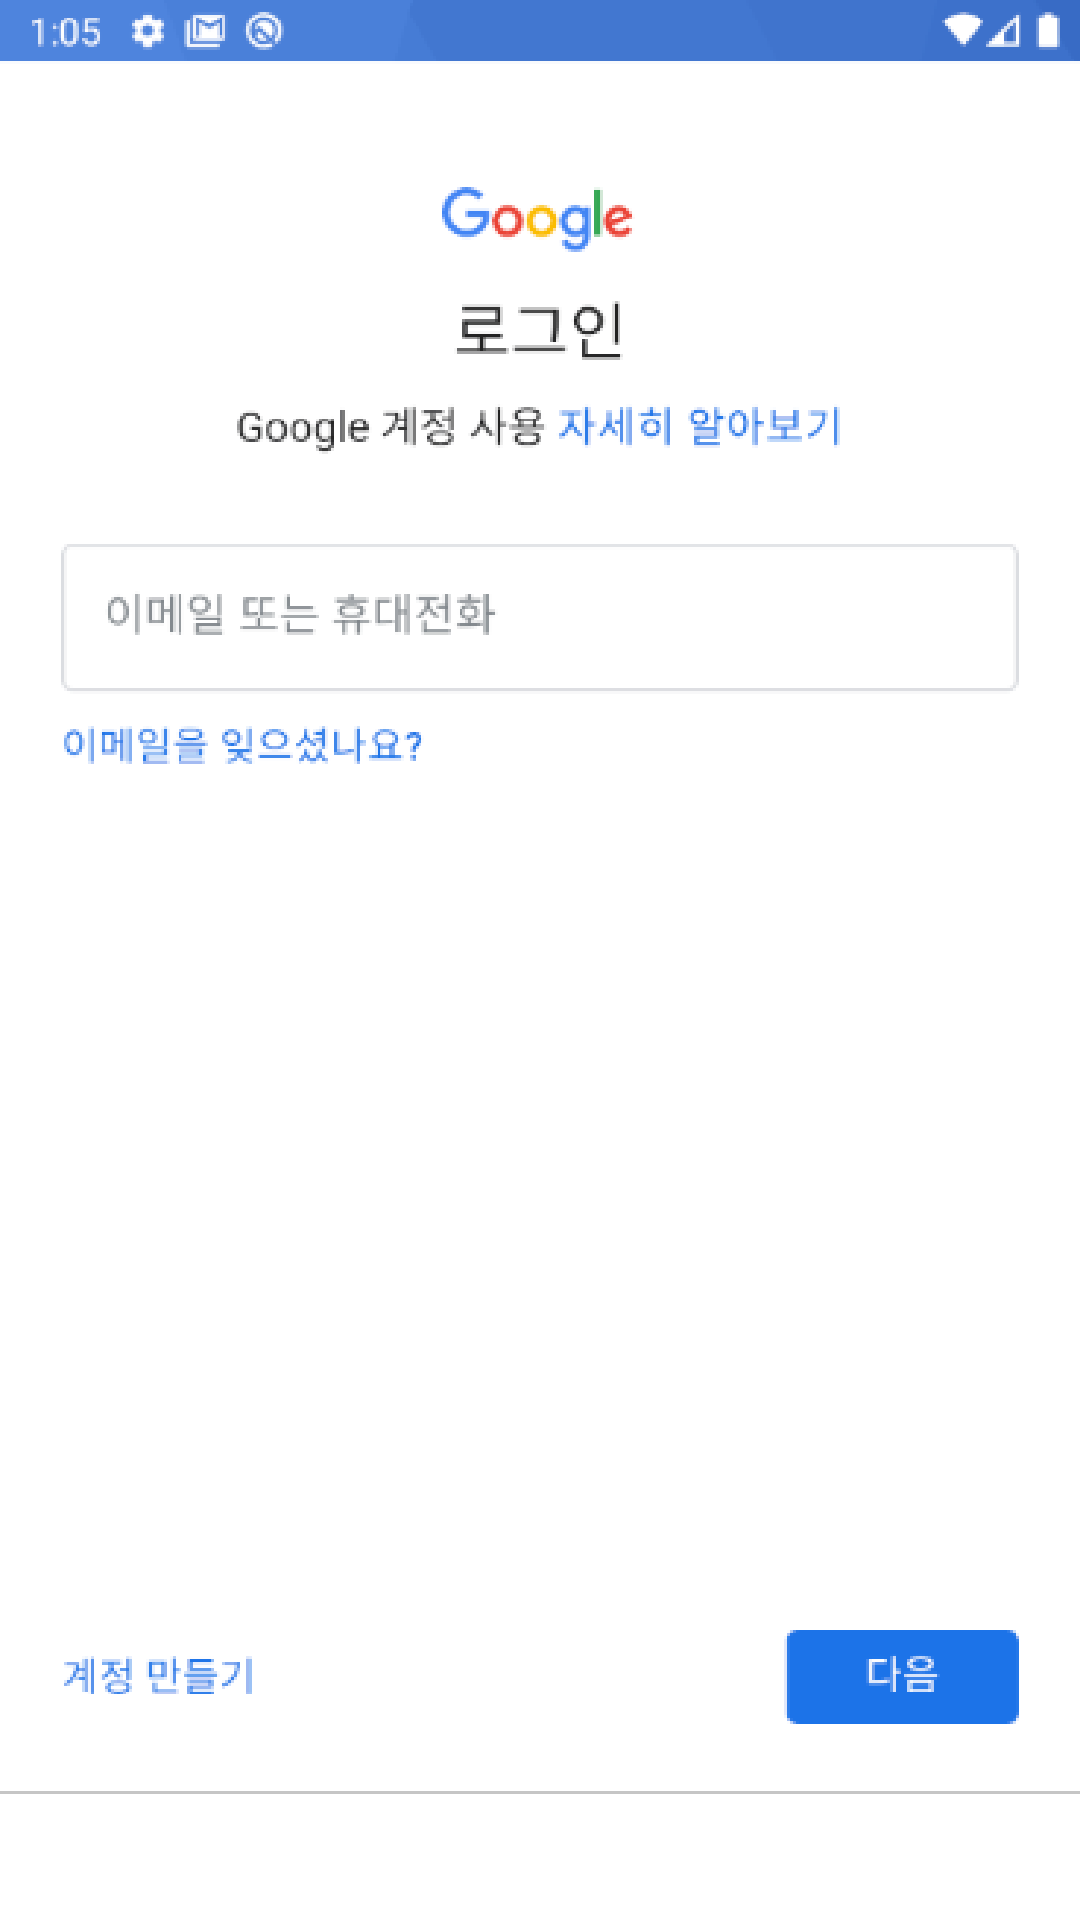 1:05
Google
로그인
Google 계정 사용 자세히 알아보기
이메일 또는 휴대전화
이메일을 잊으셨나요?
계정 만들기
다음